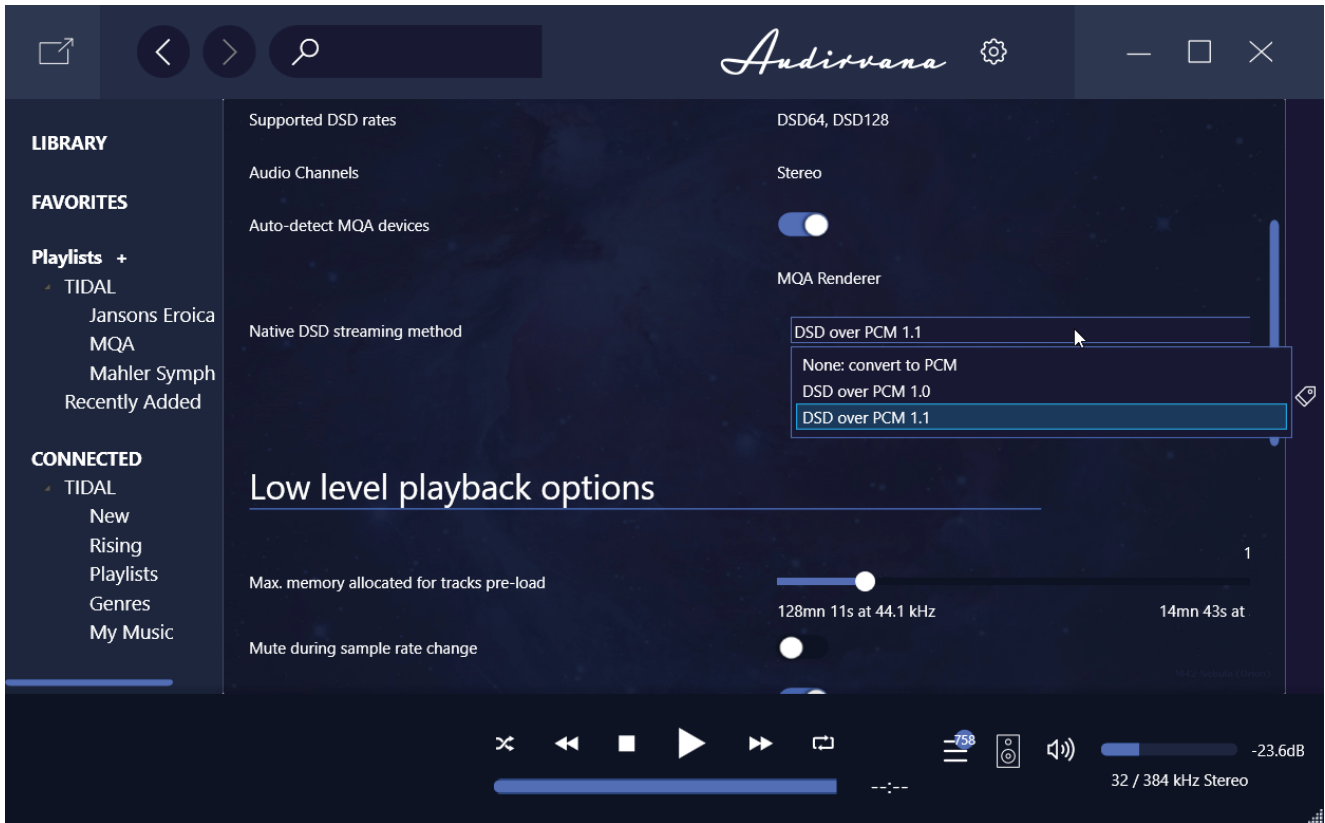 Audirvana
LIBRARY
FAVORITES
Playlists +
TIDAL
Jansons Eroica
MQA
Mahler Symph
Recently Added
CONNECTED
TIDAL
New
Rising
Playlists
Genres
My Music
Supported DSD rates
DSD64, DSD128
Audio Channels
Stereo
Auto-detect MQA devices
MQA Renderer
Native DSD streaming method
DSD over PCM 1.1
None: convert to PCM
DSD over PCM 1.0
DSD over PCM 1.1
Low level playback options
1
Max. memory allocated for tracks pre-load
128mn 11s at 44.1 kHz
14mn 43s at
Mute during sample rate change
758
-23.6dB
--:--
32 / 384 kHz Stereo